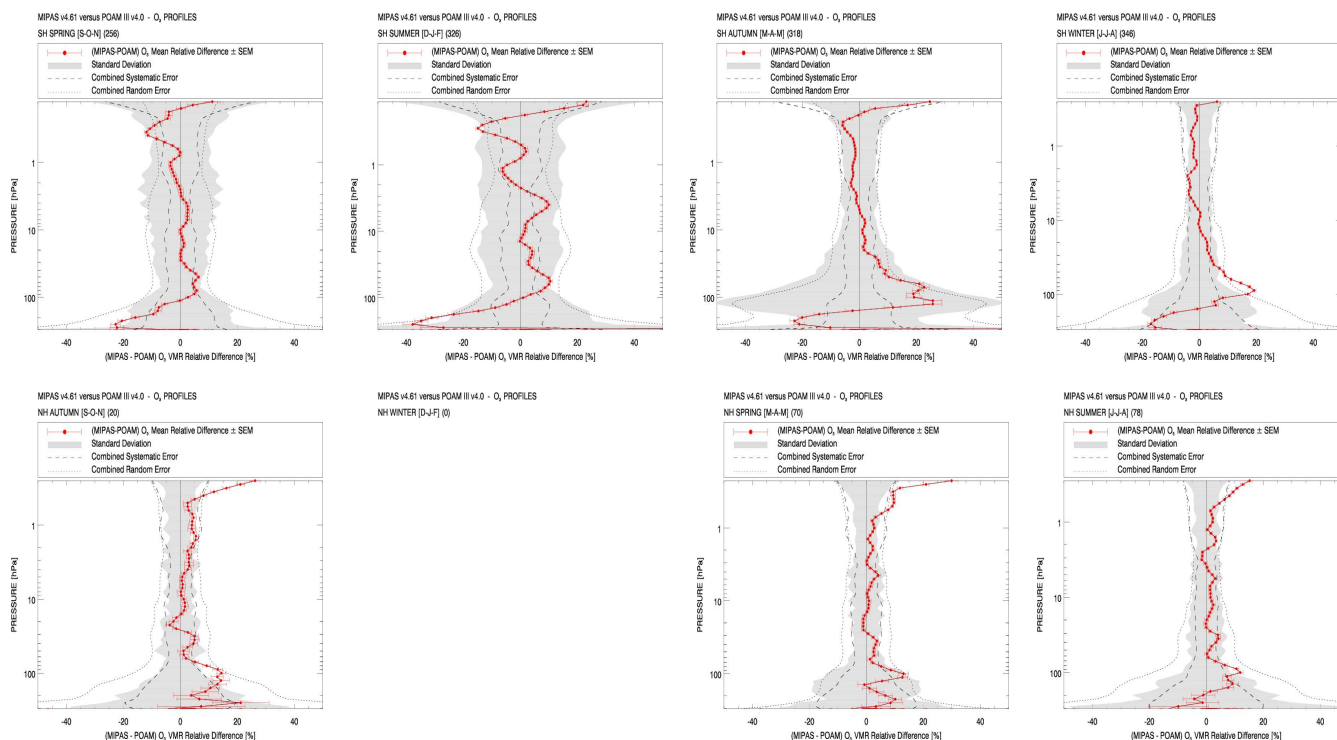 MIPAS v4.61 versus POAM III v4.0 - O₃ PROFILES
SH SPRING [S-O-N] (256)
(MIPAS-POAM) O₃ Mean Relative Difference ± SEM
Standard Deviation
Combined Systematic Error
Combined Random Error
PRESSURE [hPa]
1
10
100
-40 -20 0 20 40
(MIPAS - POAM) O₃ VMR Relative Difference [%]
MIPAS v4.61 versus POAM III v4.0 - O₃ PROFILES
SH SUMMER [D-J-F] (326)
(MIPAS-POAM) O₃ Mean Relative Difference ± SEM
Standard Deviation
Combined Systematic Error
Combined Random Error
PRESSURE [hPa]
1
10
100
-40 -20 0 20 40
(MIPAS - POAM) O₃ VMR Relative Difference [%]
MIPAS v4.61 versus POAM III v4.0 - O₃ PROFILES
SH AUTUMN [M-A-M] (318)
(MIPAS-POAM) O₃ Mean Relative Difference ± SEM
Standard Deviation
Combined Systematic Error
Combined Random Error
PRESSURE [hPa]
1
10
100
-40 -20 0 20 40
(MIPAS - POAM) O₃ VMR Relative Difference [%]
MIPAS v4.61 versus POAM III v4.0 - O₃ PROFILES
SH WINTER [J-J-A] (346)
(MIPAS-POAM) O₃ Mean Relative Difference ± SEM
Standard Deviation
Combined Systematic Error
Combined Random Error
PRESSURE [hPa]
1
10
100
-40 -20 0 20 40
(MIPAS - POAM) O₃ VMR Relative Difference [%]
MIPAS v4.61 versus POAM III v4.0 - O₃ PROFILES
NH AUTUMN [S-O-N] (20)
(MIPAS-POAM) O₃ Mean Relative Difference ± SEM
Standard Deviation
Combined Systematic Error
Combined Random Error
PRESSURE [hPa]
1
10
100
-40 -20 0 20 40
(MIPAS - POAM) O₃ VMR Relative Difference [%]
MIPAS v4.61 versus POAM III v4.0 - O₃ PROFILES
NH WINTER [D-J-F] (0)
MIPAS v4.61 versus POAM III v4.0 - O₃ PROFILES
NH SPRING [M-A-M] (70)
(MIPAS-POAM) O₃ Mean Relative Difference ± SEM
Standard Deviation
Combined Systematic Error
Combined Random Error
PRESSURE [hPa]
1
10
100
-40 -20 0 20 40
(MIPAS - POAM) O₃ VMR Relative Difference [%]
MIPAS v4.61 versus POAM III v4.0 - O₃ PROFILES
NH SUMMER [J-J-A] (78)
(MIPAS-POAM) O₃ Mean Relative Difference ± SEM
Standard Deviation
Combined Systematic Error
Combined Random Error
PRESSURE [hPa]
1
10
100
-40 -20 0 20 40
(MIPAS - POAM) O₃ VMR Relative Difference [%]